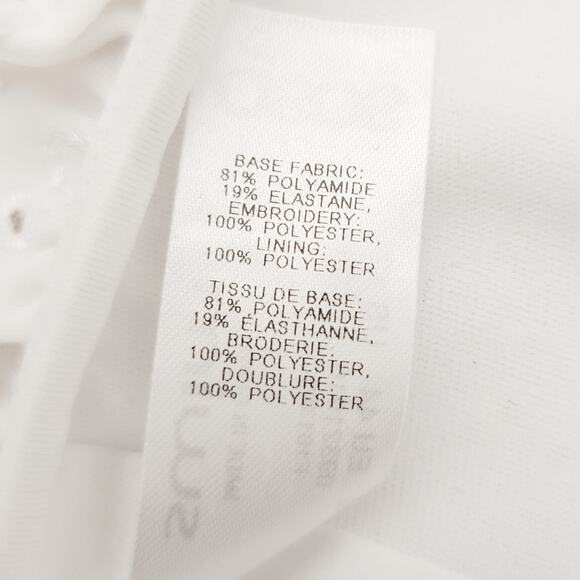 BASE FABRIC:
81% POLYAMIDE
19% ELASTANE,
EMBROIDERY:
100% POLYESTER,
LINING:
100% POLYESTER
TISSU DE BASE:
81% POLYAMIDE
19% ÉLASTHANNE,
BRODERIE:
100% POLYESTER,
DOUBLURE:
100% POLYESTER